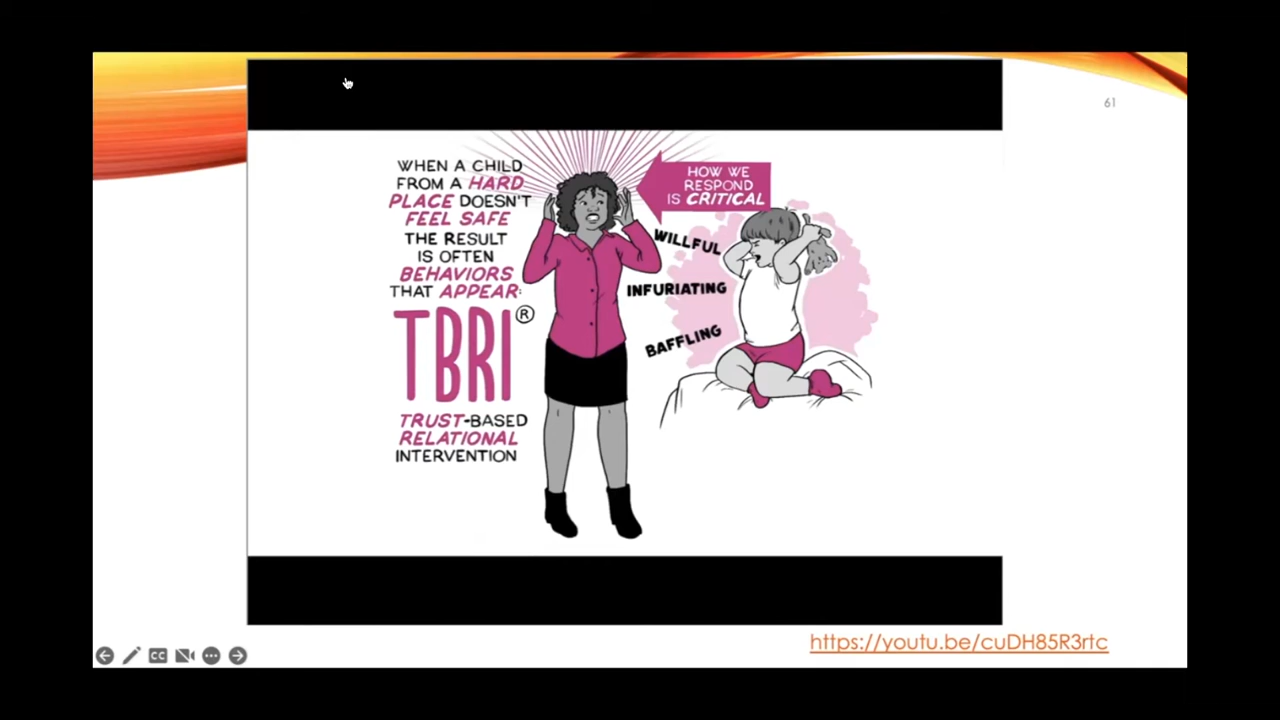 61
WHEN A CHILD
FROM A HARD
PLACE DOESN'T
FEEL SAFE
THE RESULT
IS OFTEN
BEHAVIORS
THAT APPEAR:
TBRI®
TRUST-BASED
RELATIONAL
INTERVENTION
HOW WE
RESPOND
IS CRITICAL
WILLFUL
INFURIATING
BAFFLING
https://youtu.be/cuDH85R3rtc
CC